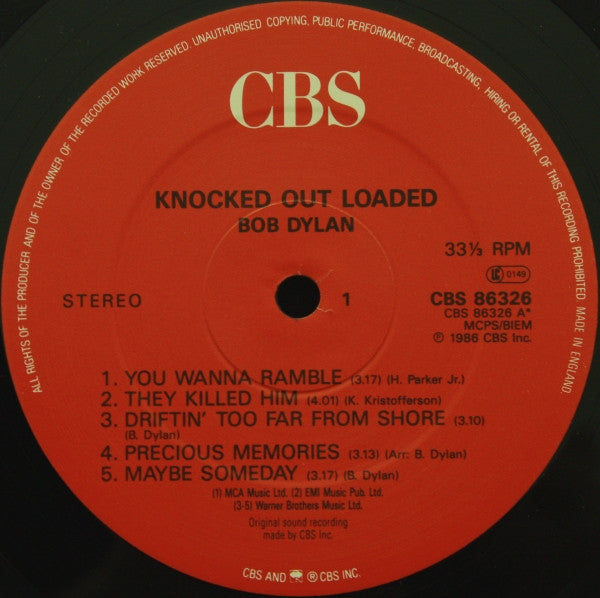 ALL RIGHTS OF THE PRODUCER AND OF THE OWNER OF THE RECORDED WORK RESERVED. UNAUTHORISED COPYING, PUBLIC PERFORMANCE, BROADCASTING, HIRING OR RENTAL OF THIS RECORDING PROHIBITED. MADE IN ENGLAND.
CBS
KNOCKED OUT LOADED
BOB DYLAN
33⅓ RPM
LC 0149
STEREO
1
CBS 86326
CBS 86326 A*
MCPS/BIEM
℗ 1986 CBS Inc.
1. YOU WANNA RAMBLE (3.17) (H. Parker Jr.)
2. THEY KILLED HIM (4.01) (K. Kristofferson)
3. DRIFTIN' TOO FAR FROM SHORE (3.10)
(B. Dylan)
4. PRECIOUS MEMORIES (3.13) (Arr: B. Dylan)
5. MAYBE SOMEDAY (3.17) (B. Dylan)
(1) MCA Music Ltd. (2) EMI Music Pub. Ltd.
(3-5) Warner Brothers Music Ltd.
Original sound recording
made by CBS Inc.
CBS AND ® CBS INC.